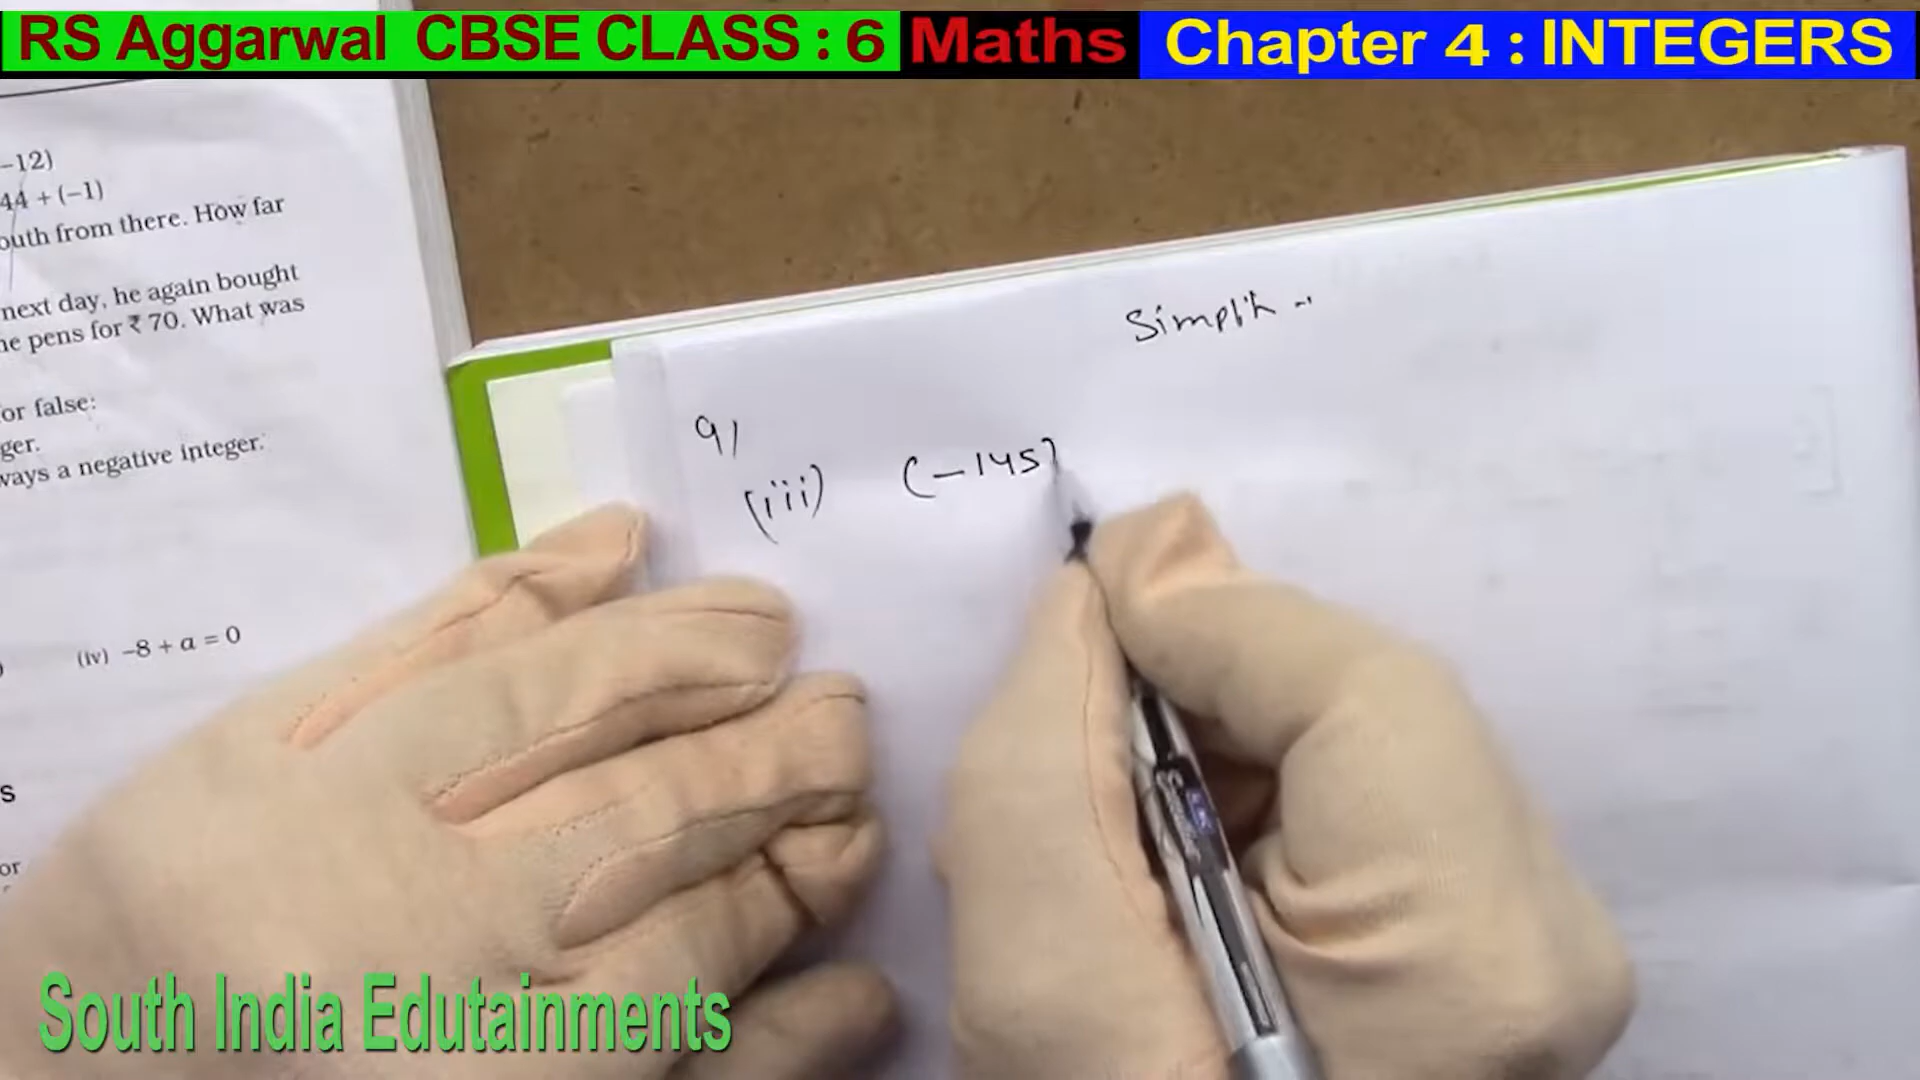 RS Aggarwal CBSE CLASS : 6 Maths Chapter 4 : INTEGERS
-12)
44 + (-1)
outh from there. How far
next day, he again bought
he pens for ₹ 70. What was
or false:
ger.
ways a negative integer.
(iv) -8 + a = 0
s
or
Simplify
9)
(iii) (-145)
South India Edutainments